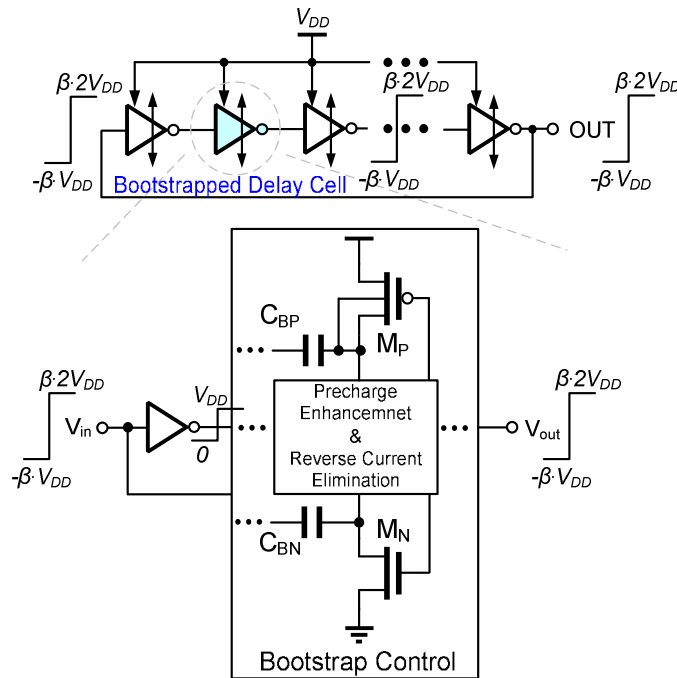 V_DD
β·2V_DD
-β·V_DD
β·2V_DD
-β·V_DD
OUT
β·2V_DD
-β·V_DD
Bootstrapped Delay Cell
C_BP
M_P
β·2V_DD
-β·V_DD
V_in
V_DD
0
Precharge
Enhancemnet
&
Reverse Current
Elimination
V_out
β·2V_DD
-β·V_DD
C_BN
M_N
Bootstrap Control